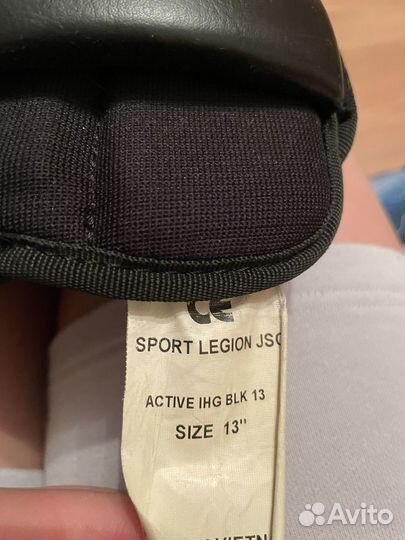 CE
SPORT LEGION JSC
ACTIVE IHG BLK 13
SIZE 13"
Avito